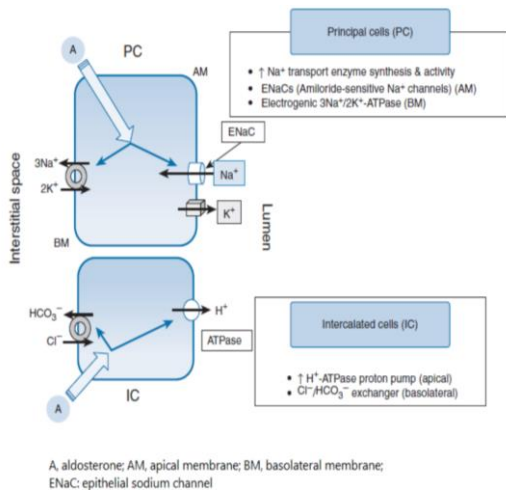 A
PC
AM
Principal cells (PC)
• ↑ Na⁺ transport enzyme synthesis & activity
• ENaCs (Amiloride-sensitive Na⁺ channels) (AM)
• Electrogenic 3Na⁺/2K⁺-ATPase (BM)
ENaC
3Na⁺
2K⁺
Na⁺
K⁺
BM
Interstitial space
Lumen
HCO₃⁻
Cl⁻
H⁺
ATPase
A
IC
Intercalated cells (IC)
• ↑ H⁺-ATPase proton pump (apical)
• Cl⁻/HCO₃⁻ exchanger (basolateral)
A, aldosterone; AM, apical membrane; BM, basolateral membrane;
ENaC: epithelial sodium channel